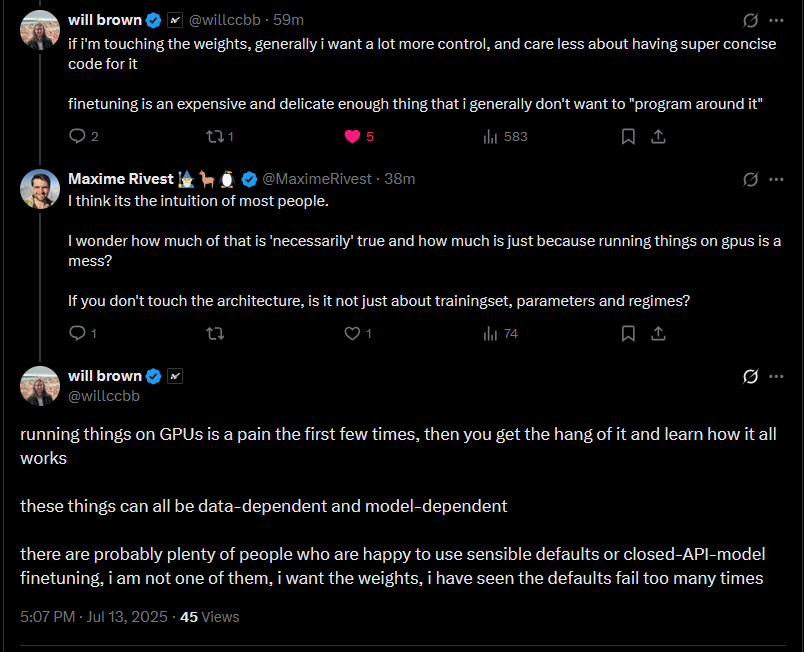 will brown @willccbb · 59m
if i'm touching the weights, generally i want a lot more control, and care less about having super concise
code for it
finetuning is an expensive and delicate enough thing that i generally don't want to "program around it"
2 1 5 583
Maxime Rivest @MaximeRivest · 38m
I think its the intuition of most people.
I wonder how much of that is 'necessarily' true and how much is just because running things on gpus is a
mess?
If you don't touch the architecture, is it not just about trainingset, parameters and regimes?
1 1 74
will brown
@willccbb
running things on GPUs is a pain the first few times, then you get the hang of it and learn how it all
works
these things can all be data-dependent and model-dependent
there are probably plenty of people who are happy to use sensible defaults or closed-API-model
finetuning, i am not one of them, i want the weights, i have seen the defaults fail too many times
5:07 PM · Jul 13, 2025 · 45 Views